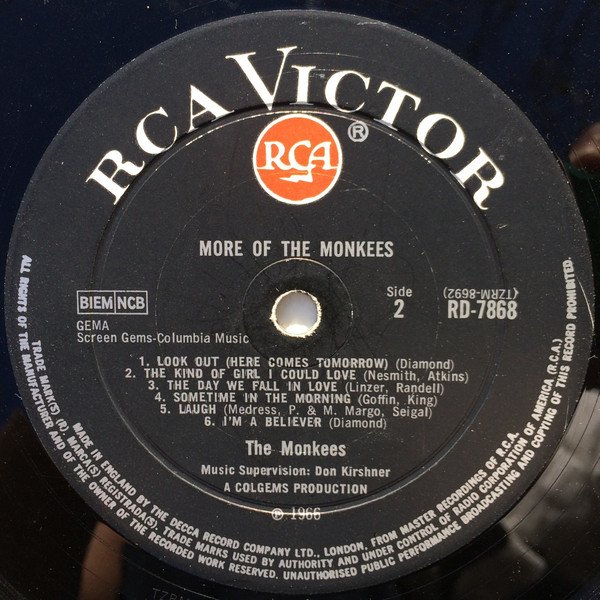 RCA VICTOR
RCA
®
MORE OF THE MONKEES
BIEM NCB
Side
2
(TZRM-8692)
RD-7868
GEMA
Screen Gems-Columbia Music
1. LOOK OUT (HERE COMES TOMORROW) (Diamond)
2. THE KIND OF GIRL I COULD LOVE (Nesmith, Atkins)
3. THE DAY WE FALL IN LOVE (Linzer, Randell)
4. SOMETIME IN THE MORNING (Goffin, King)
5. LAUGH (Medress, P. & M. Margo, Seigal)
6. I'M A BELIEVER (Diamond)
The Monkees
Music Supervision: Don Kirshner
A COLGEMS PRODUCTION
℗ 1966
TRADE MARK(S) (R). MARCA(S) REGISTRADA(S). TRADE MARKS USED BY AUTHORITY AND UNDER CONTROL OF RADIO CORPORATION OF AMERICA (R.C.A.)
MADE IN ENGLAND BY THE DECCA RECORD COMPANY LTD., LONDON, FROM MASTER RECORDINGS OF R.C.A.
ALL RIGHTS OF THE MANUFACTURER AND OF THE OWNER OF THE RECORDED WORK RESERVED. UNAUTHORISED PUBLIC PERFORMANCE BROADCASTING AND COPYING OF THIS RECORD PROHIBITED.